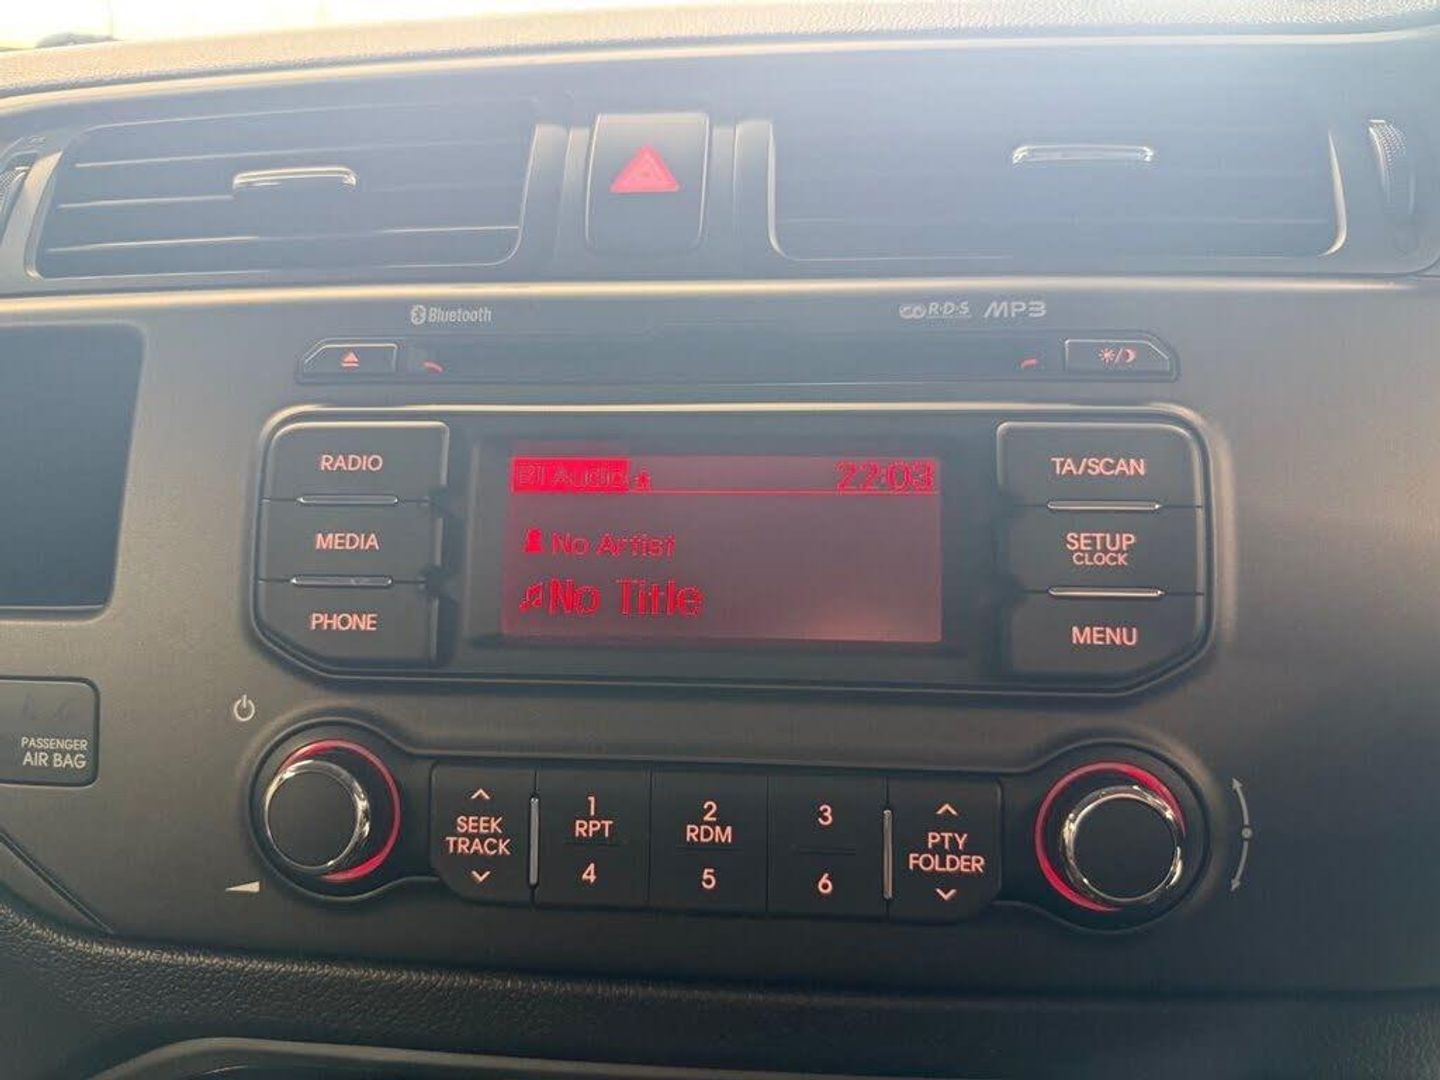 Bluetooth
R·D·S MP3
RADIO
MEDIA
PHONE
BT Audio
22:03
No Artist
No Title
TA/SCAN
SETUP
CLOCK
MENU
PASSENGER
AIR BAG
SEEK
TRACK
1
RPT
4
2
RDM
5
3
6
PTY
FOLDER